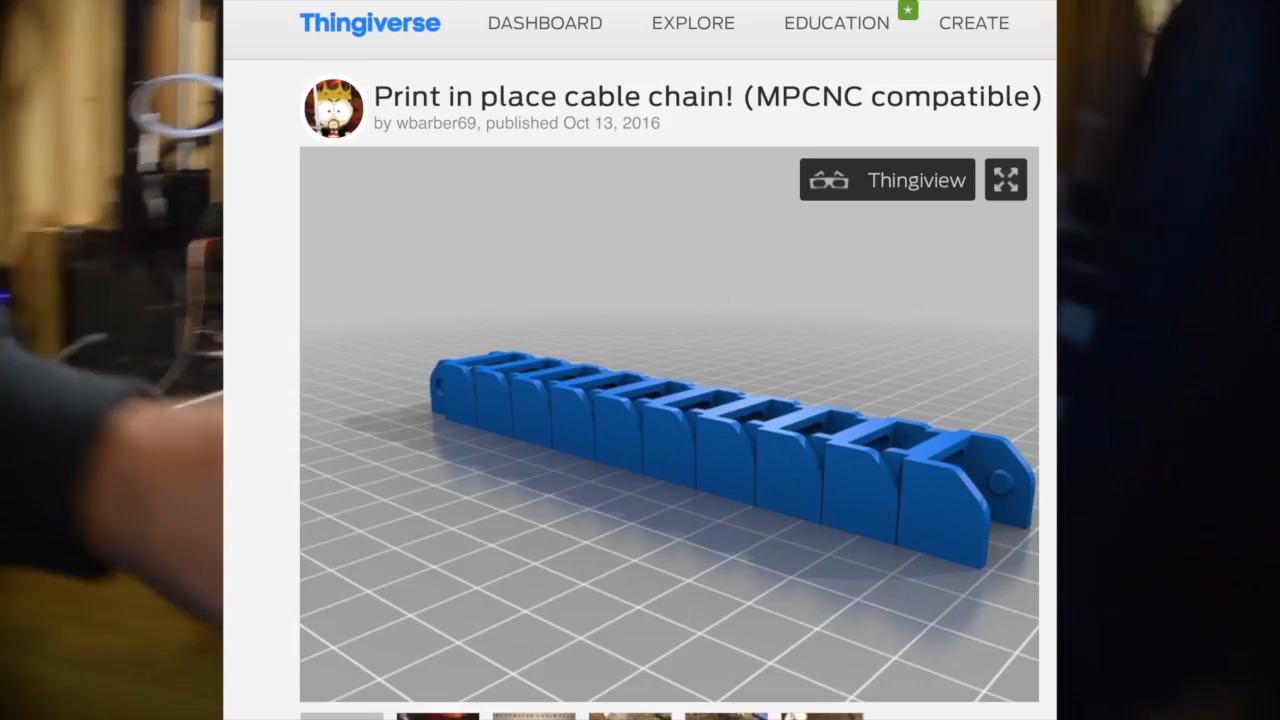 Thingiverse DASHBOARD EXPLORE EDUCATION CREATE
Print in place cable chain! (MPCNC compatible)
by wbarber69, published Oct 13, 2016
Thingiview